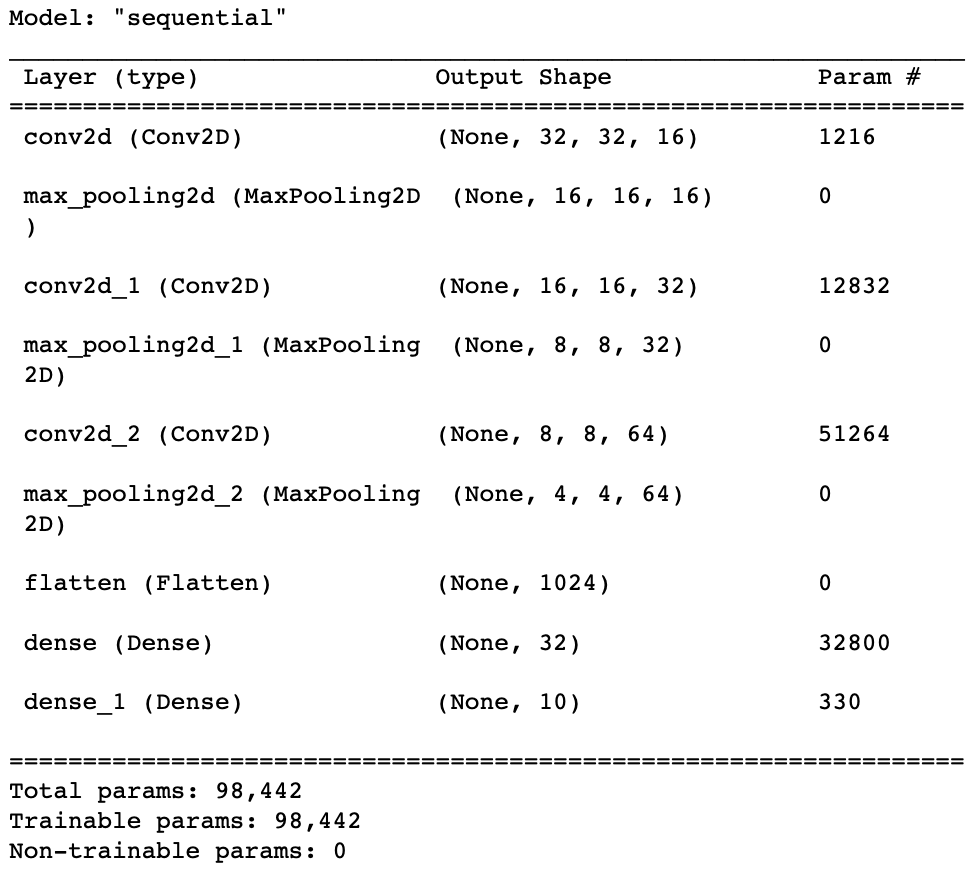 Model: "sequential"
Layer (type) Output Shape Param #
=================================================================
conv2d (Conv2D) (None, 32, 32, 16) 1216
max_pooling2d (MaxPooling2D (None, 16, 16, 16) 0
)
conv2d_1 (Conv2D) (None, 16, 16, 32) 12832
max_pooling2d_1 (MaxPooling (None, 8, 8, 32) 0
2D)
conv2d_2 (Conv2D) (None, 8, 8, 64) 51264
max_pooling2d_2 (MaxPooling (None, 4, 4, 64) 0
2D)
flatten (Flatten) (None, 1024) 0
dense (Dense) (None, 32) 32800
dense_1 (Dense) (None, 10) 330
=================================================================
Total params: 98,442
Trainable params: 98,442
Non-trainable params: 0